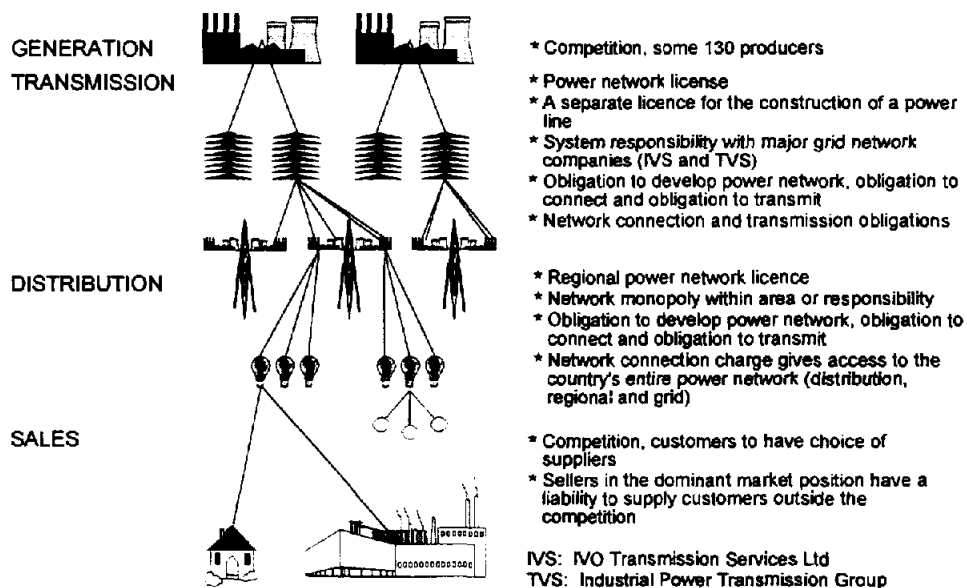 GENERATION
* Competition, some 130 producers
TRANSMISSION
* Power network license
* A separate licence for the construction of a power
line
* System responsibility with major grid network
companies (IVS and TVS)
* Obligation to develop power network, obligation to
connect and obligation to transmit
* Network connection and transmission obligations
DISTRIBUTION
* Regional power network licence
* Network monopoly within area or responsibility
* Obligation to develop power network, obligation to
connect and obligation to transmit
* Network connection charge gives access to the
country's entire power network (distribution,
regional and grid)
SALES
* Competition, customers to have choice of
suppliers
* Sellers in the dominant market position have a
liability to supply customers outside the
competition
IVS: IVO Transmission Services Ltd
TVS: Industrial Power Transmission Group